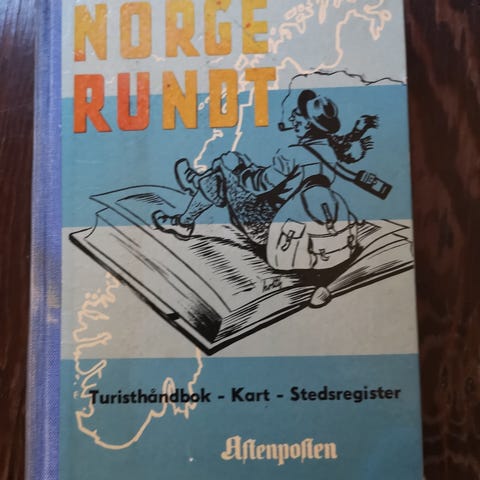 NORGE
RUNDT
Turisthåndbok - Kart - Stedsregister
Aftenposten